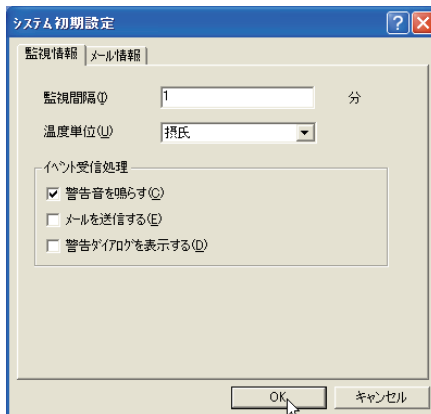 システム初期設定
監視情報 メール情報
監視間隔(I) 1 分
温度単位(U) 摂氏
イベント受信処理
警告音を鳴らす(C)
メールを送信する(E)
警告ダイアログを表示する(D)
OK キャンセル